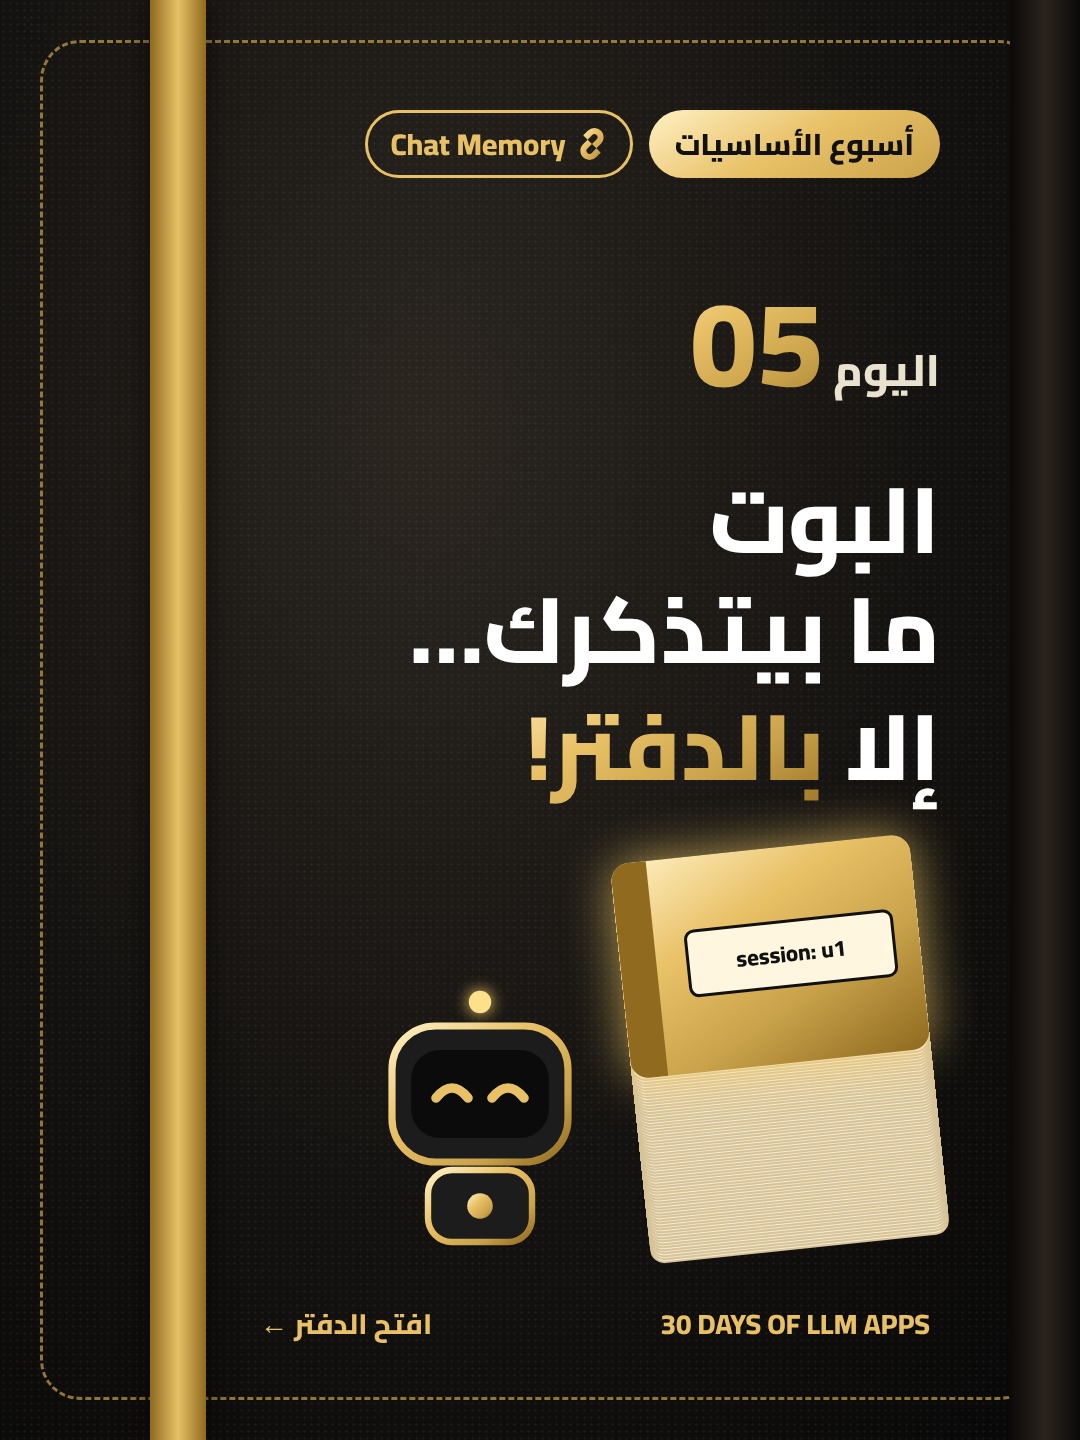 أسبوع الأساسيات
Chat Memory
اليوم 05
البوت
ما بيتذكرك...
إلا بالدفتر!
session: u1
30 DAYS OF LLM APPS
افتح الدفتر ←